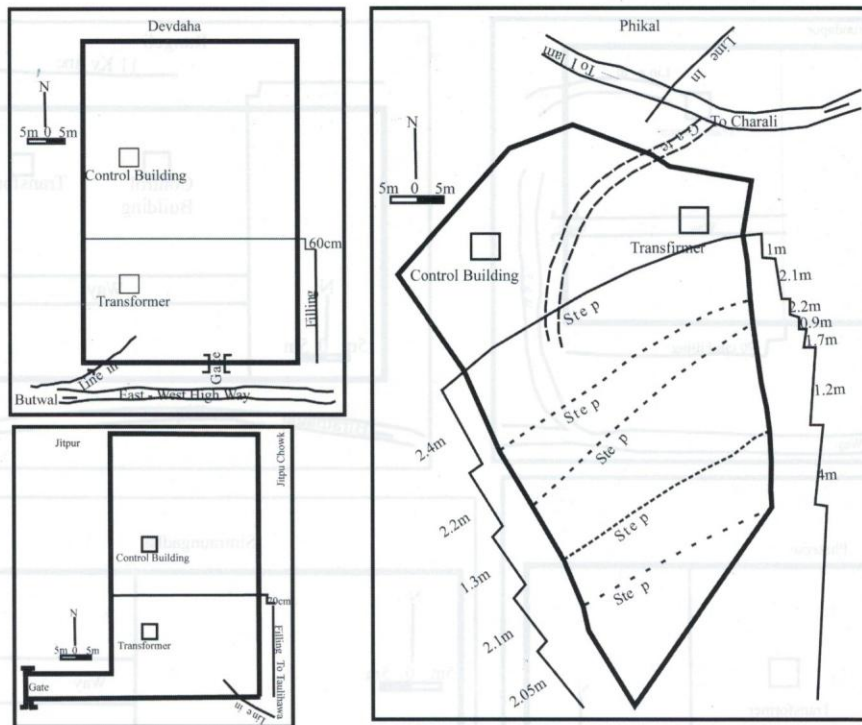 Devdaha
N
5m 0 5m
Control Building
60cm
Transformer
Filling
Line in
Gate
Butwal
East - West High Way
Jitpur
Jitpu Chowk
Control Building
70cm
N
5m 0 5m
Transformer
Gate
Filling To Taulihawa
Line in
Phikal
Line In
To I lam
To Charali
Gate
N
5m 0 5m
Control Building
Transfirmer
1m
2.1m
2.2m
0.9m
1.7m
1.2m
4m
Ste p
Ste p
Ste p
Ste p
Ste p
2.4m
2.2m
1.3m
2.1m
2.05m